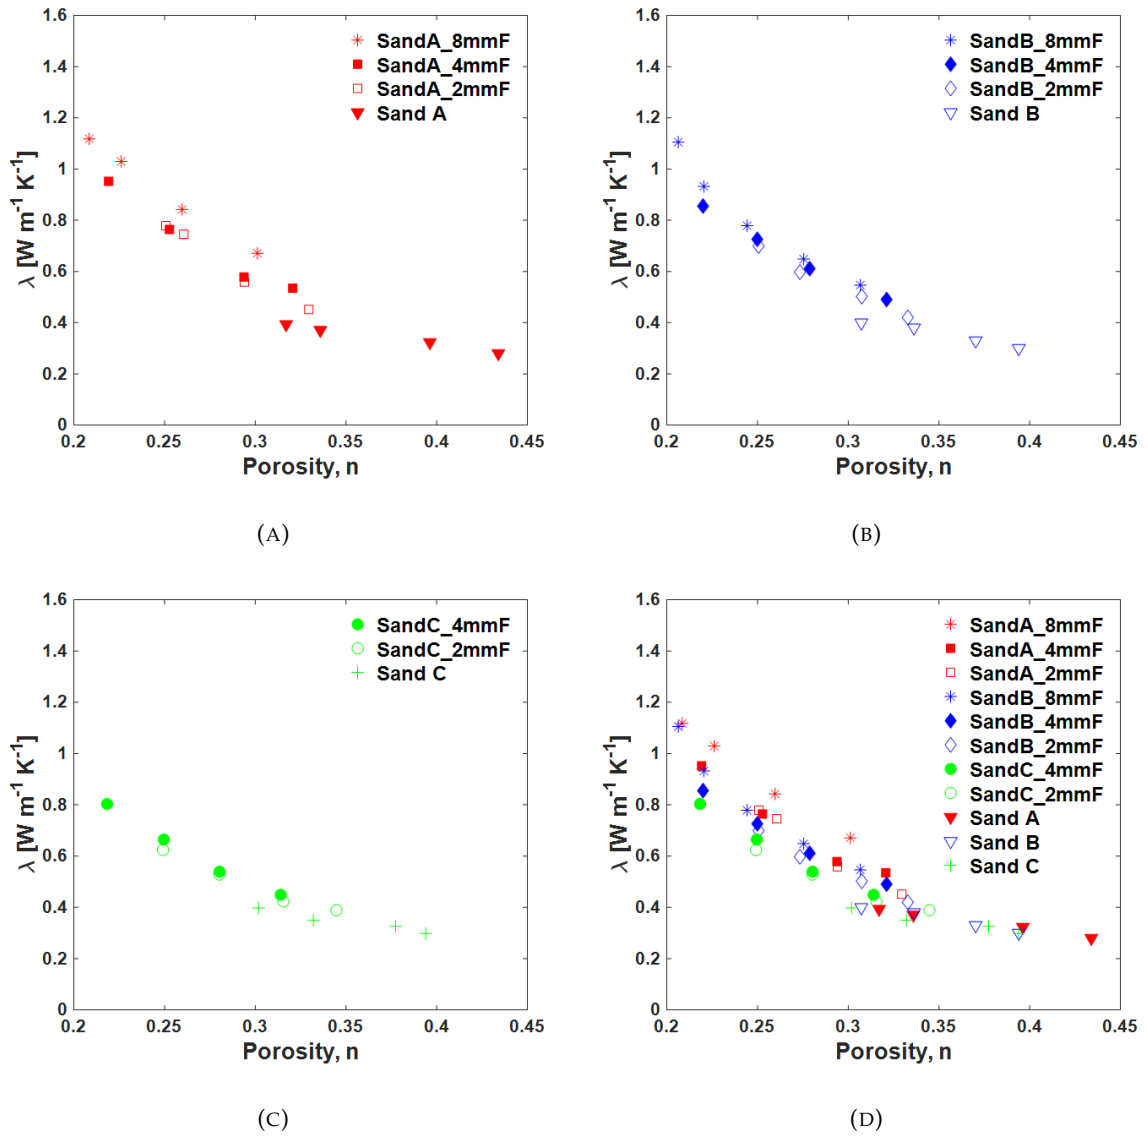 1.6
1.4
1.2
1
0.8
0.6
0.4
0.2
0
λ [W m⁻¹ K⁻¹]
SandA_8mmF
SandA_4mmF
SandA_2mmF
Sand A
0.2 0.25 0.3 0.35 0.4 0.45
Porosity, n
(A)
1.6
1.4
1.2
1
0.8
0.6
0.4
0.2
0
λ [W m⁻¹ K⁻¹]
SandB_8mmF
SandB_4mmF
SandB_2mmF
Sand B
0.2 0.25 0.3 0.35 0.4 0.45
Porosity, n
(B)
1.6
1.4
1.2
1
0.8
0.6
0.4
0.2
0
λ [W m⁻¹ K⁻¹]
SandC_4mmF
SandC_2mmF
Sand C
0.2 0.25 0.3 0.35 0.4 0.45
Porosity, n
(C)
1.6
1.4
1.2
1
0.8
0.6
0.4
0.2
0
λ [W m⁻¹ K⁻¹]
SandA_8mmF
SandA_4mmF
SandA_2mmF
SandB_8mmF
SandB_4mmF
SandB_2mmF
SandC_4mmF
SandC_2mmF
Sand A
Sand B
Sand C
0.2 0.25 0.3 0.35 0.4 0.45
Porosity, n
(D)